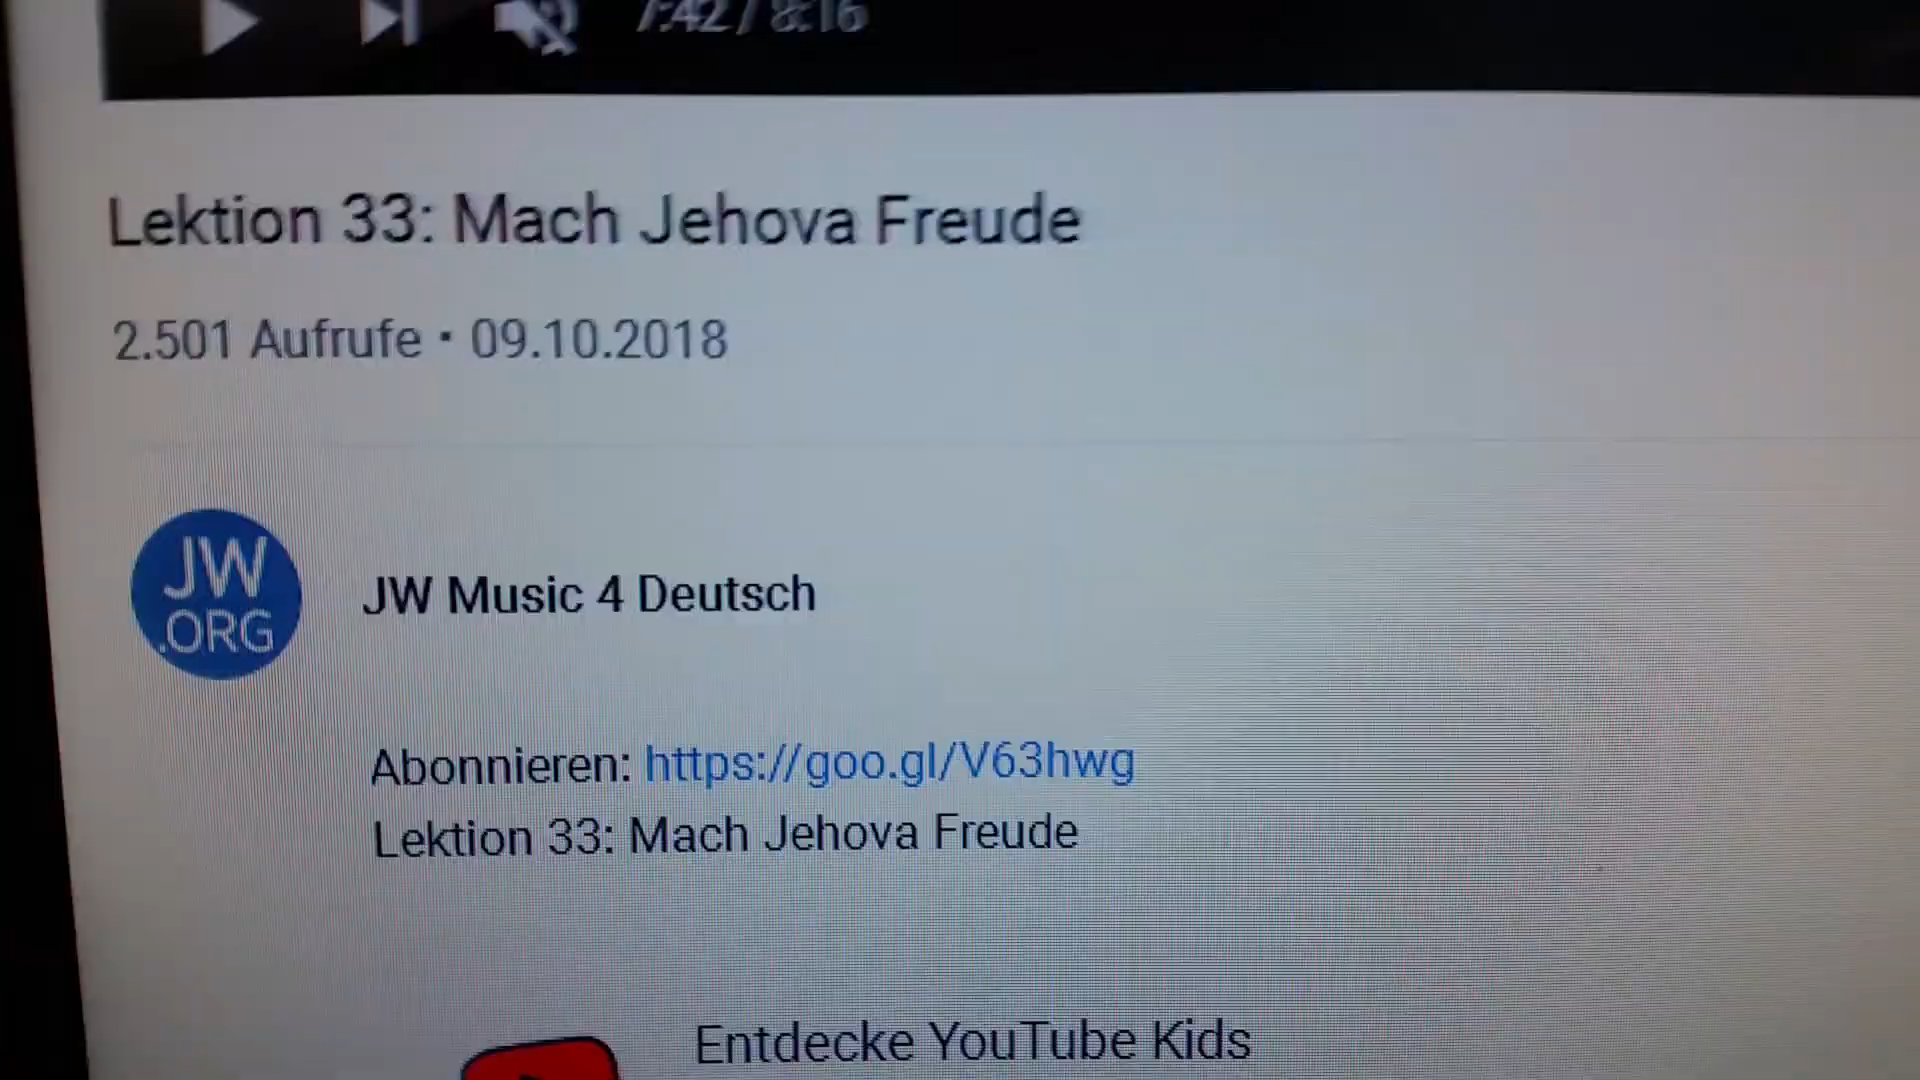 7:42 / 8:16
Lektion 33: Mach Jehova Freude
2.501 Aufrufe • 09.10.2018
JW
.ORG
JW Music 4 Deutsch
Abonnieren: https://goo.gl/V63hwg
Lektion 33: Mach Jehova Freude
Entdecke YouTube Kids